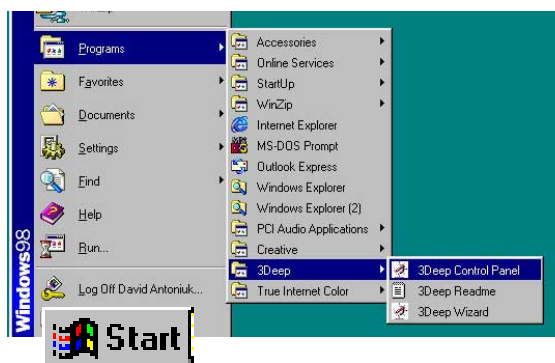 Programs
Favorites
Documents
Settings
Find
Help
Run...
Log Off David Antoniuk...
Windows98
Start
Accessories
Online Services
StartUp
WinZip
Internet Explorer
MS-DOS Prompt
Outlook Express
Windows Explorer
Windows Explorer (2)
PCI Audio Applications
Creative
3Deep
True Internet Color
3Deep Control Panel
3Deep Readme
3Deep Wizard